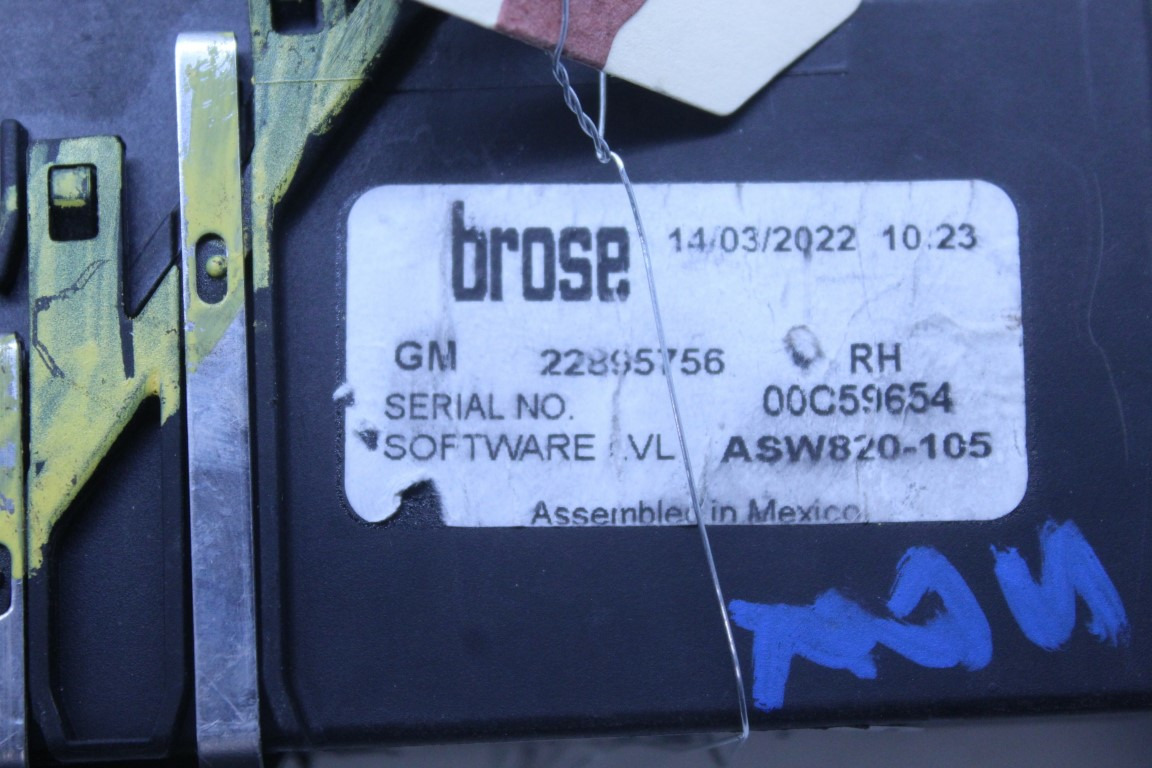 brose 14/03/2022 10:23
GM 22895756 RH
SERIAL NO. 00C59654
SOFTWARE LVL ASW820-105
Assembled in Mexico